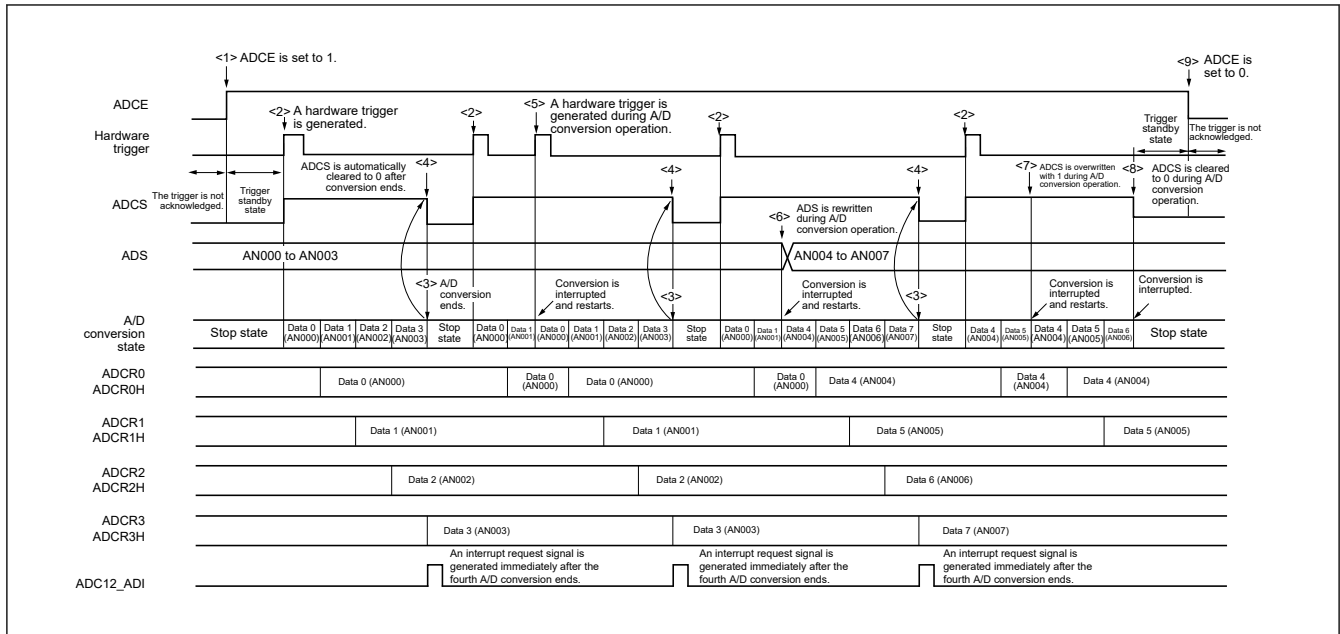 <1> ADCE is set to 1.
<9> ADCE is
set to 0.
ADCE
<2> A hardware trigger
is generated.
<2>
<5> A hardware trigger is
generated during A/D
conversion operation.
<2>
<2>
Trigger
standby
state
The trigger is not
acknowledged.
Hardware
trigger
ADCS is automatically
cleared to 0 after
conversion ends.
<4>
<4>
<4>
<7> ADCS is overwritten
with 1 during A/D
conversion operation.
<8> ADCS is cleared
to 0 during A/D
conversion
operation.
The trigger is not
acknowledged.
Trigger
standby
state
ADCS
<6> ADS is rewritten
during A/D
conversion operation.
ADS
AN000 to AN003
AN004 to AN007
<3> A/D
conversion
ends.
Conversion is
interrupted
and restarts.
<3>
Conversion is
interrupted
and restarts.
<3>
Conversion is
interrupted
and restarts.
Conversion is
interrupted.
A/D
conversion
state
Stop state
Data 0
(AN000)
Data 1
(AN001)
Data 2
(AN002)
Data 3
(AN003)
Stop
state
Data 0
(AN000)
Data 1
(AN001)
Data 0
(AN000)
Data 1
(AN001)
Data 2
(AN002)
Data 3
(AN003)
Stop
state
Data 0
(AN000)
Data 1
(AN001)
Data 4
(AN004)
Data 5
(AN005)
Data 6
(AN006)
Data 7
(AN007)
Stop
state
Data 4
(AN004)
Data 5
(AN005)
Data 4
(AN004)
Data 5
(AN005)
Data 6
(AN006)
Stop state
ADCR0
ADCR0H
Data 0 (AN000)
Data 0
(AN000)
Data 0 (AN000)
Data 0
(AN000)
Data 4 (AN004)
Data 4
(AN004)
Data 4 (AN004)
ADCR1
ADCR1H
Data 1 (AN001)
Data 1 (AN001)
Data 5 (AN005)
Data 5 (AN005)
ADCR2
ADCR2H
Data 2 (AN002)
Data 2 (AN002)
Data 6 (AN006)
ADCR3
ADCR3H
Data 3 (AN003)
Data 3 (AN003)
Data 7 (AN007)
ADC12_ADI
An interrupt request signal is
generated immediately after the
fourth A/D conversion ends.
An interrupt request signal is
generated immediately after the
fourth A/D conversion ends.
An interrupt request signal is
generated immediately after the
fourth A/D conversion ends.